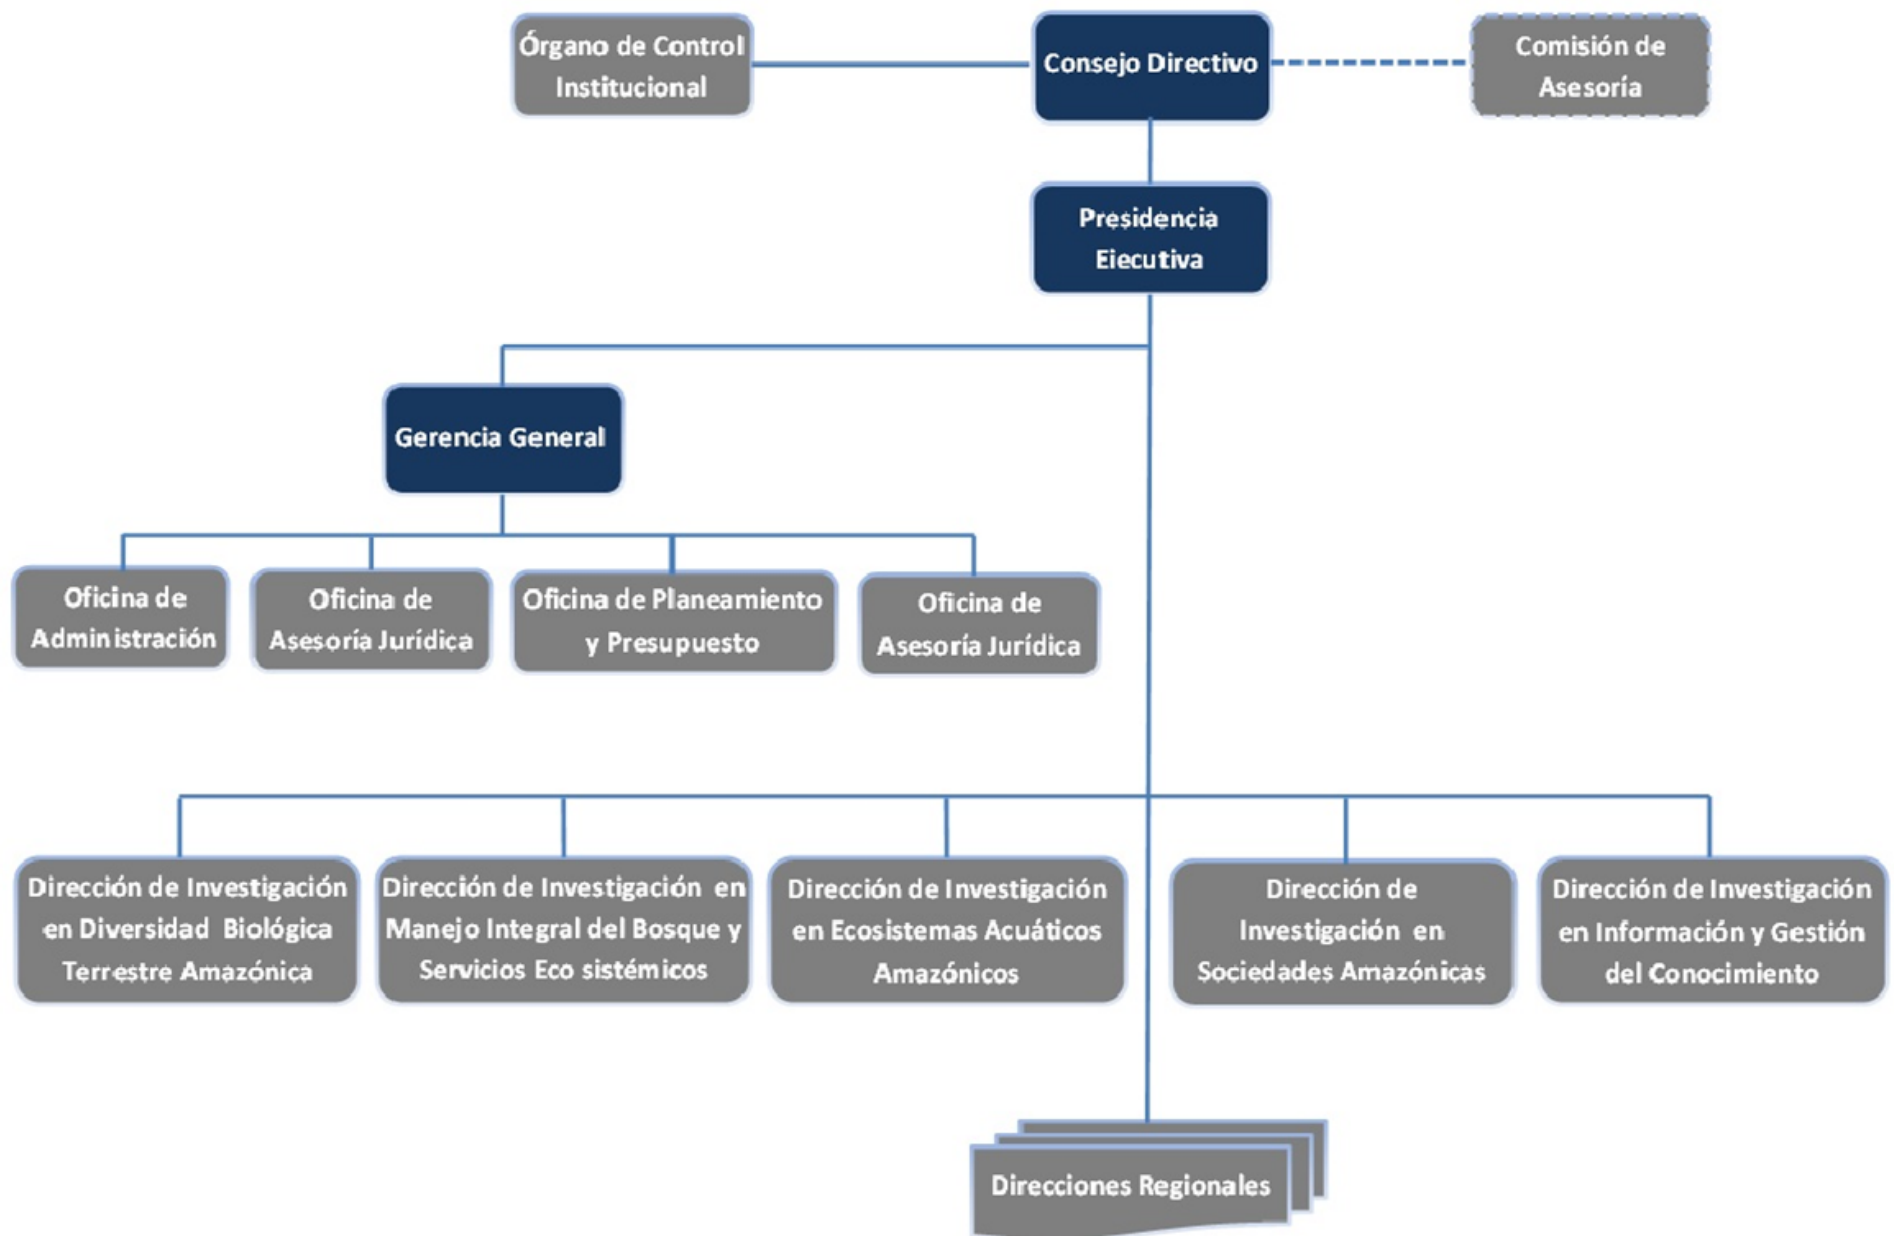 Órgano de Control
Institucional
Consejo Directivo
Comisión de
Asesoría
Presidencia
Eiecutiva
Gerencia General
Oficina de
Administración
Oficina de
Asesoría Jurídica
Oficina de Planeamiento
y Presupuesto
Oficina de
Asesoría Jurídica
Dirección de Investigación
en Diversidad Biológica
Terrestre Amazónica
Dirección de Investigación en
Manejo Integral del Bosque y
Servicios Eco sistémicos
Dirección de Investigación
en Ecosistemas Acuáticos
Amazónicos
Dirección de
Investigación en
Sociedades Amazónicas
Dirección de Investigación
en Información y Gestión
del Conocimiento
Direcciones Regionales